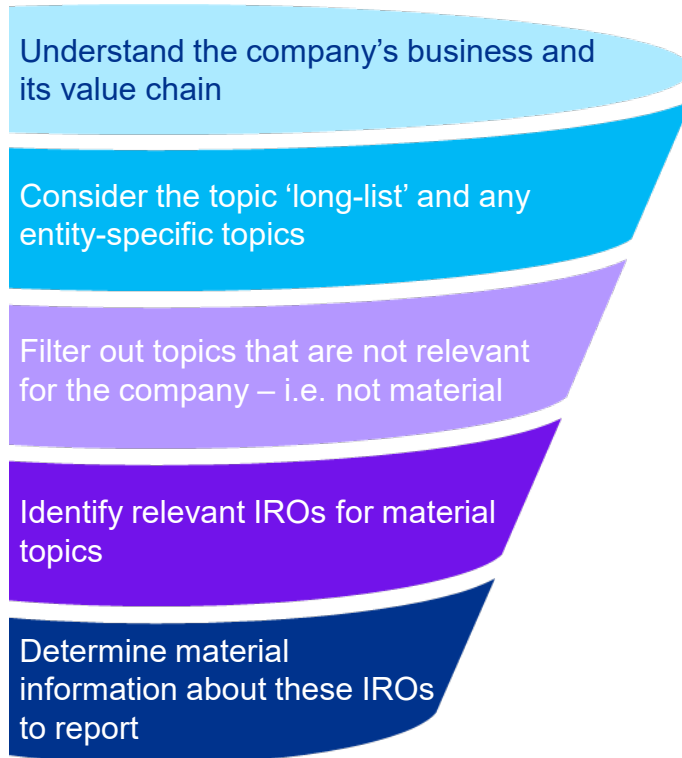 Understand the company’s business and
its value chain
Consider the topic ‘long-list’ and any
entity-specific topics
Filter out topics that are not relevant
for the company – i.e. not material
Identify relevant IROs for material
topics
Determine material
information about these IROs
to report